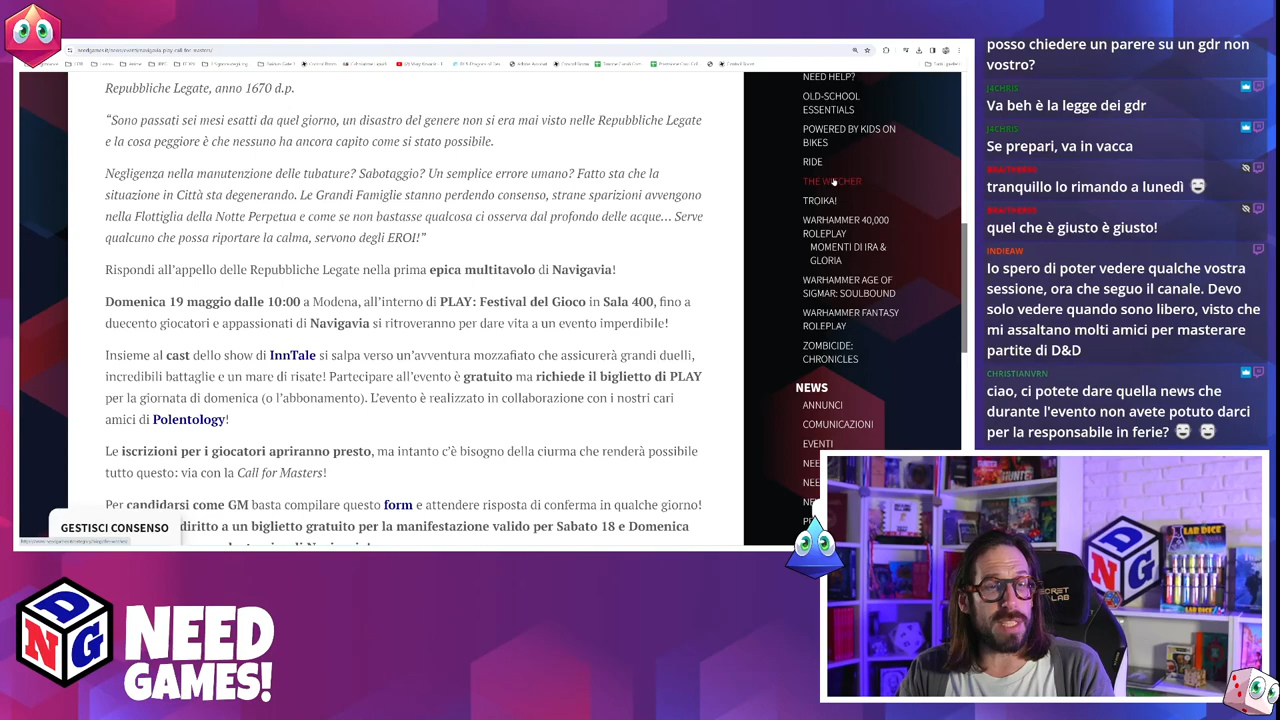 needgames.it/news/eventi/navigavia-play-call-for-masters/
Repubbliche Legate, anno 1670 d.p.
“Sono passati sei mesi esatti da quel giorno, un disastro del genere non si era mai visto nelle Repubbliche Legate
e la cosa peggiore è che nessuno ha ancora capito come si stato possibile.
Negligenza nella manutenzione delle tubature? Sabotaggio? Un semplice errore umano? Fatto sta che la
situazione in Città sta degenerando. Le Grandi Famiglie stanno perdendo consenso, strane sparizioni avvengono
nella Flottiglia della Notte Perpetua e come se non bastasse qualcosa ci osserva dal profondo delle acque… Serve
qualcuno che possa riportare la calma, servono degli EROI!”
Rispondi all’appello delle Repubbliche Legate nella prima epica multitavolo di Navigavia!
Domenica 19 maggio dalle 10:00 a Modena, all’interno di PLAY: Festival del Gioco in Sala 400, fino a
duecento giocatori e appassionati di Navigavia si ritroveranno per dare vita a un evento imperdibile!
Insieme al cast dello show di InnTale si salpa verso un’avventura mozzafiato che assicurerà grandi duelli,
incredibili battaglie e un mare di risate! Partecipare all’evento è gratuito ma richiede il biglietto di PLAY
per la giornata di domenica (o l’abbonamento). L’evento è realizzato in collaborazione con i nostri cari
amici di Polentology!
Le iscrizioni per i giocatori apriranno presto, ma intanto c’è bisogno della ciurma che renderà possibile
tutto questo: via con la Call for Masters!
Per candidarsi come GM basta compilare questo form e attendere risposta di conferma in qualche giorno!
diritto a un biglietto gratuito per la manifestazione valido per Sabato 18 e Domenica
GESTISCI CONSENSO
NEED HELP?
OLD-SCHOOL
ESSENTIALS
POWERED BY KIDS ON
BIKES
RIDE
THE WITCHER
TROIKA!
WARHAMMER 40,000
ROLEPLAY
MOMENTI DI IRA &
GLORIA
WARHAMMER AGE OF
SIGMAR: SOULBOUND
WARHAMMER FANTASY
ROLEPLAY
ZOMBICIDE:
CHRONICLES
NEWS
ANNUNCI
COMUNICAZIONI
EVENTI
posso chiedere un parere su un gdr non
vostro?
J4CHRIS
Va beh è la legge dei gdr
J4CHRIS
Se prepari, va in vacca
tranquillo lo rimando a lunedì
quel che è giusto è giusto!
INDIEAW
Io spero di poter vedere qualche vostra
sessione, ora che seguo il canale. Devo
solo vedere quando sono libero, visto che
mi assaltano molti amici per masterare
partite di D&D
CHRISTIANVRN
ciao, ci potete dare quella news che
durante l'evento non avete potuto darci
per la responsabile in ferie?
D
N
G
NEED
GAMES!
D
N
G
SECRET
LAB
LAB DICE